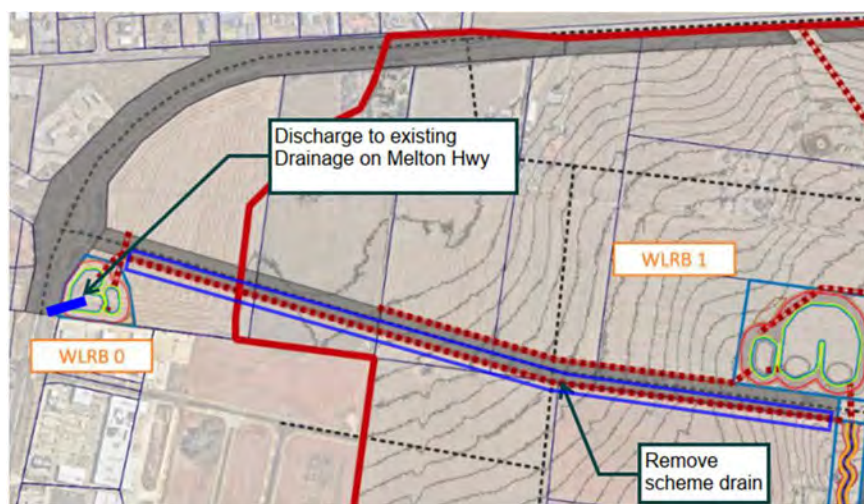 Discharge to existing
Drainage on Melton Hwy
WLRB 1
WLRB 0
Remove
scheme drain